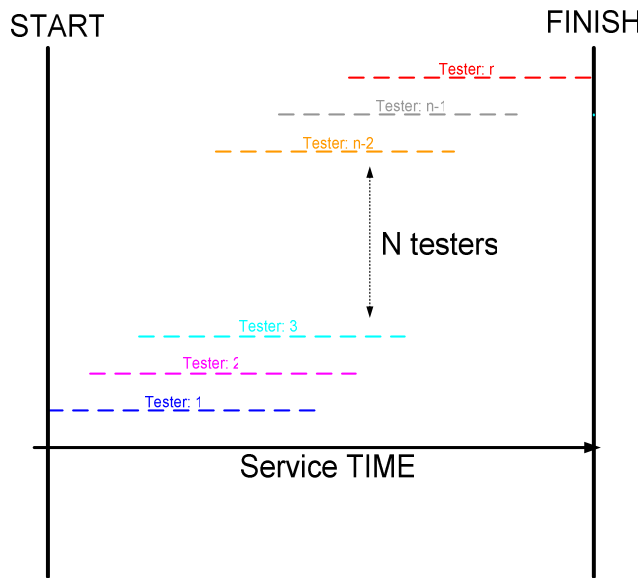 START
FINISH
Tester: r
Tester: n-1
Tester: n-2
N testers
Tester: 3
Tester: 2
Tester: 1
Service TIME